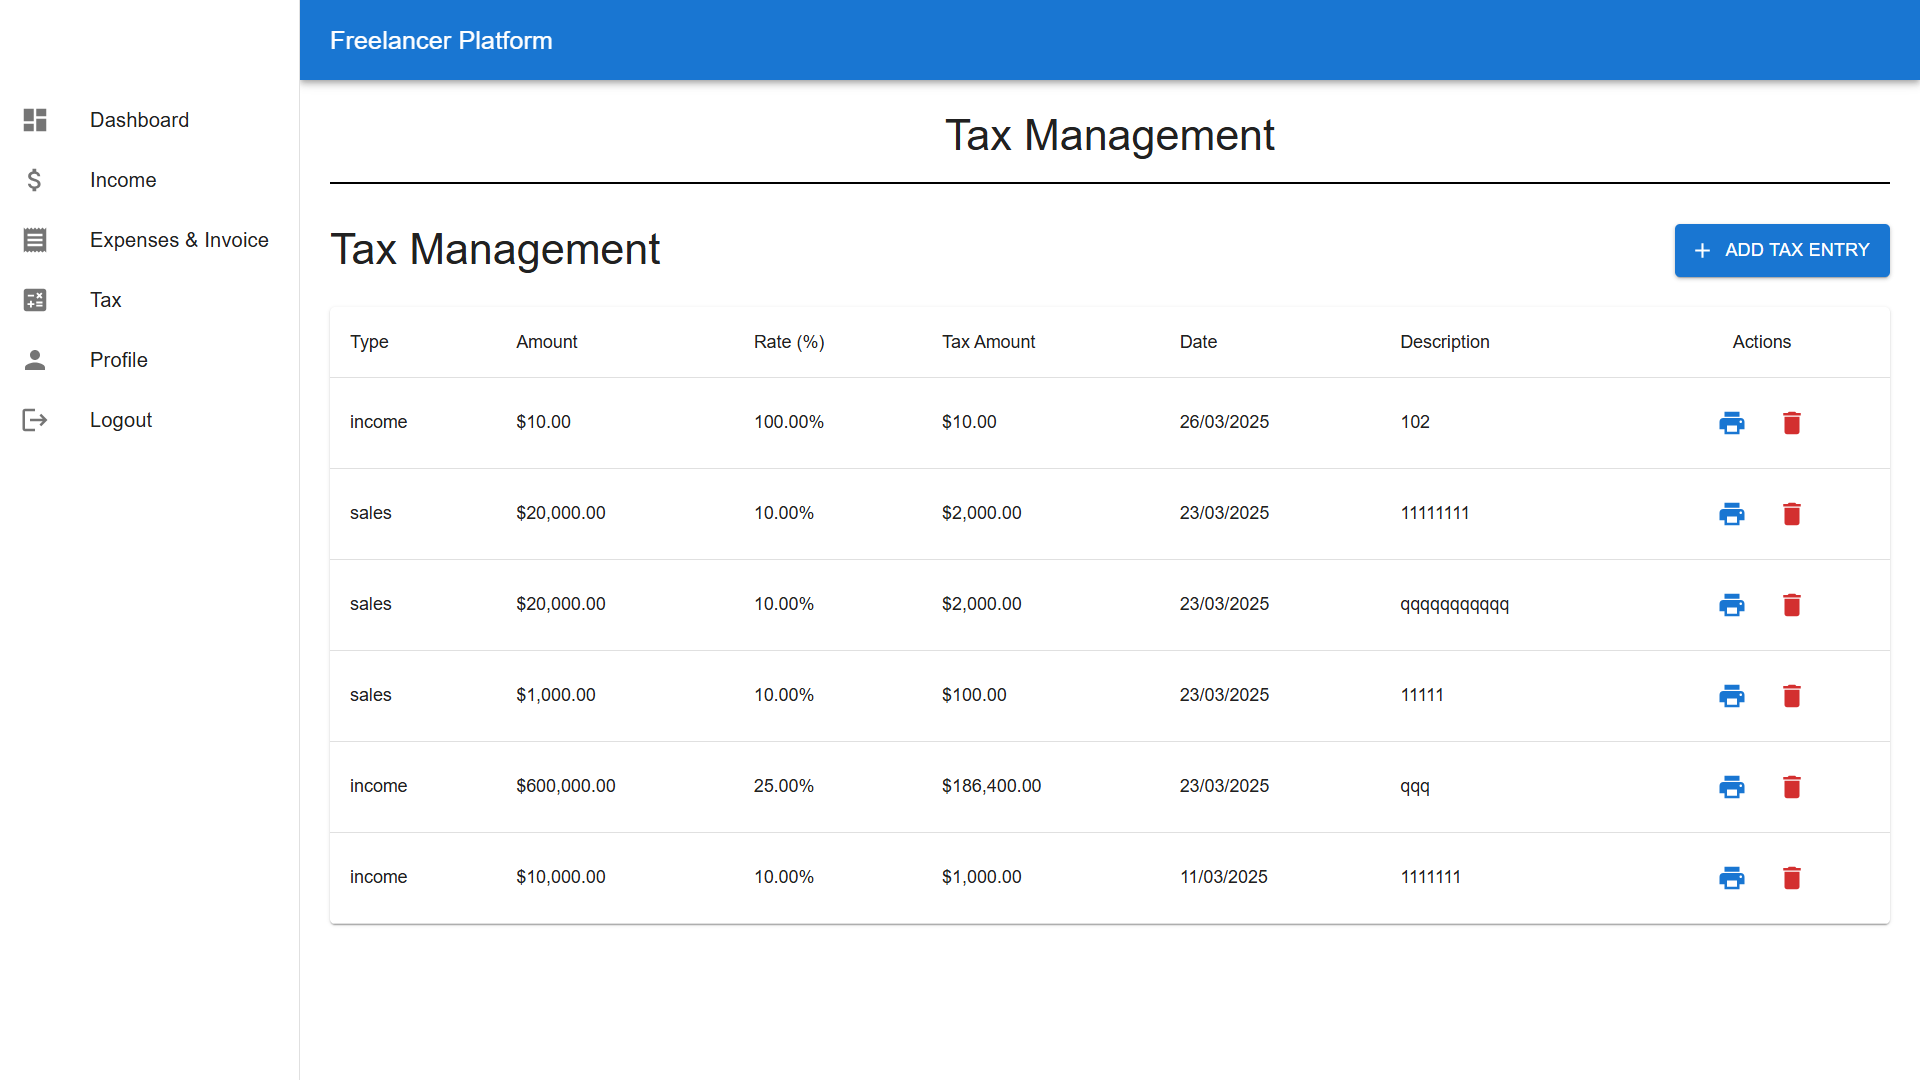 Freelancer Platform
Dashboard
Income
Expenses & Invoice
Tax
Profile
Logout
Tax Management
Tax Management
ADD TAX ENTRY
Type Amount Rate (%) Tax Amount Date Description Actions
income $10.00 100.00% $10.00 26/03/2025 102
sales $20,000.00 10.00% $2,000.00 23/03/2025 11111111
sales $20,000.00 10.00% $2,000.00 23/03/2025 qqqqqqqqqqq
sales $1,000.00 10.00% $100.00 23/03/2025 11111
income $600,000.00 25.00% $186,400.00 23/03/2025 qqq
income $10,000.00 10.00% $1,000.00 11/03/2025 1111111